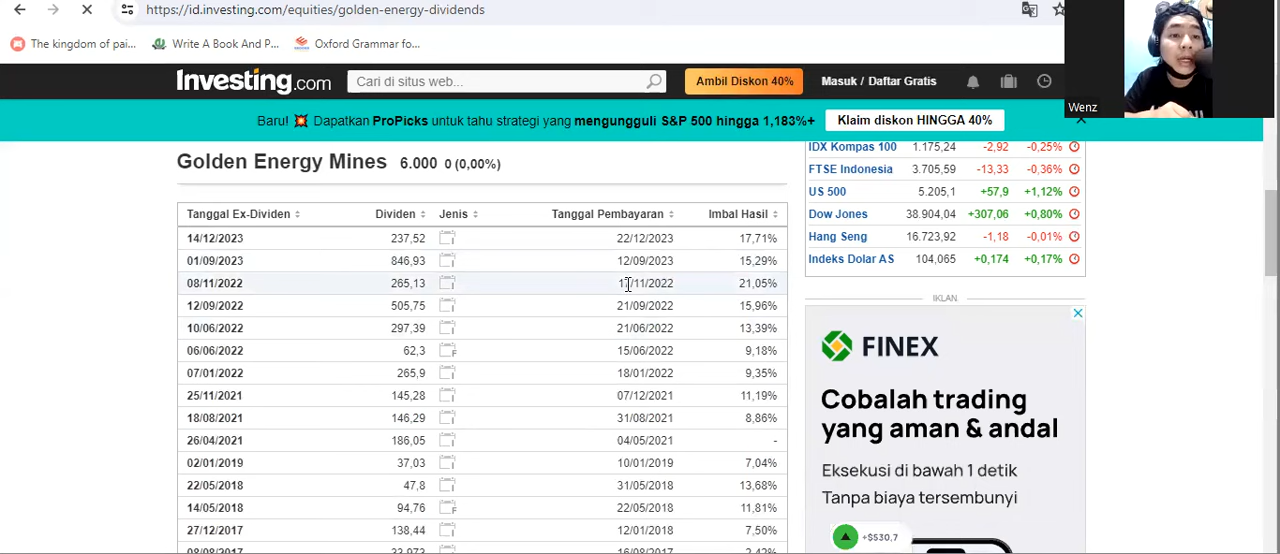 https://id.investing.com/equities/golden-energy-dividends
The kingdom of pai...
Write A Book And P...
Oxford Grammar fo...
Wenz
Investing.com
Cari di situs web...
Ambil Diskon 40%
Masuk / Daftar Gratis
Baru! 💥 Dapatkan ProPicks untuk tahu strategi yang mengungguli S&P 500 hingga 1,183%+
Klaim diskon HINGGA 40%
Golden Energy Mines 6.000 0 (0,00%)
Tanggal Ex-Dividen Dividen Jenis Tanggal Pembayaran Imbal Hasil
14/12/2023 237,52 I 22/12/2023 17,71%
01/09/2023 846,93 I 12/09/2023 15,29%
08/11/2022 265,13 I /11/2022 21,05%
12/09/2022 505,75 I 21/09/2022 15,96%
10/06/2022 297,39 I 21/06/2022 13,39%
06/06/2022 62,3 F 15/06/2022 9,18%
07/01/2022 265,9 I 18/01/2022 9,35%
25/11/2021 145,28 I 07/12/2021 11,19%
18/08/2021 146,29 I 31/08/2021 8,86%
26/04/2021 186,05 I 04/05/2021 -
02/01/2019 37,03 I 10/01/2019 7,04%
22/05/2018 47,8 I 31/05/2018 13,68%
14/05/2018 94,76 F 22/05/2018 11,81%
27/12/2017 138,44 I 12/01/2018 7,50%
08/08/2017 33,973 16/08/2017 2,42%
IDX Kompas 100 1.175,24 -2,92 -0,25%
FTSE Indonesia 3.705,59 -13,33 -0,36%
US 500 5.205,1 +57,9 +1,12%
Dow Jones 38.904,04 +307,06 +0,80%
Hang Seng 16.723,92 -1,18 -0,01%
Indeks Dolar AS 104,065 +0,174 +0,17%
IKLAN
FINEX
Cobalah trading
yang aman & andal
Eksekusi di bawah 1 detik
Tanpa biaya tersembunyi
+$530,7